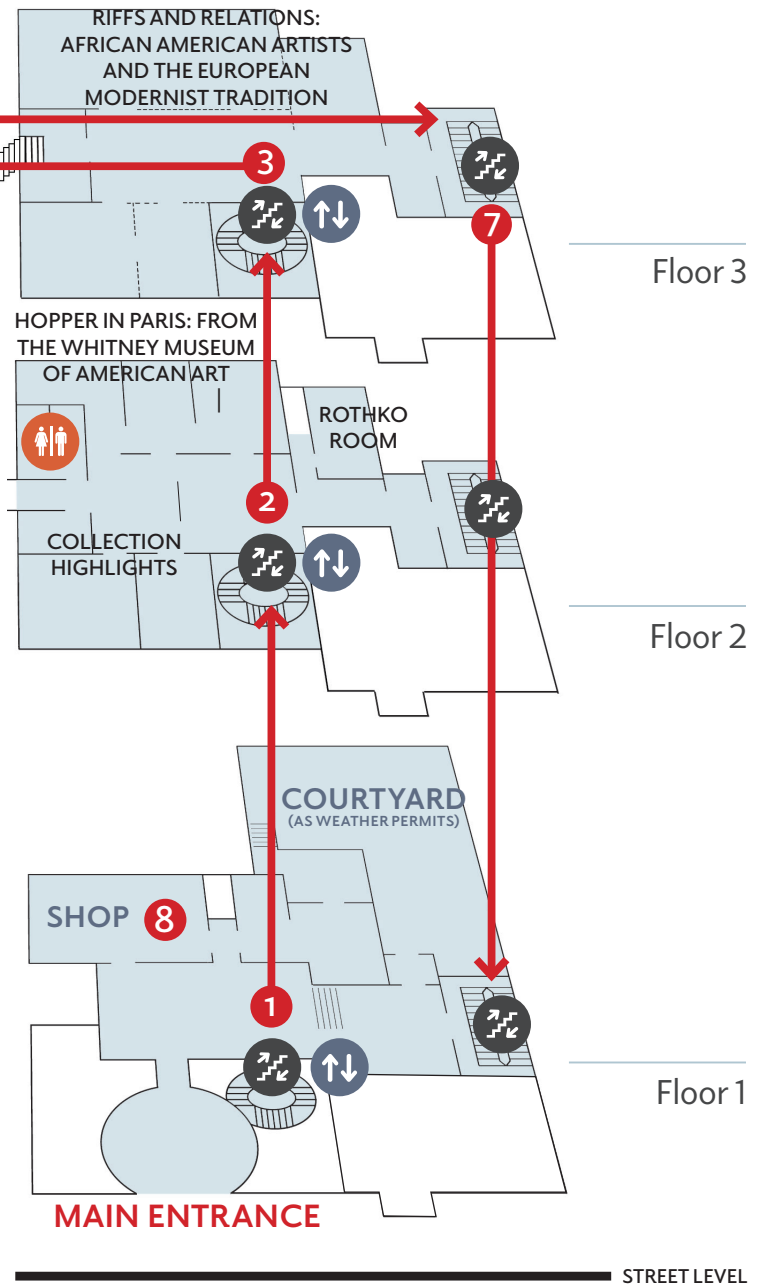 RIFFS AND RELATIONS:
AFRICAN AMERICAN ARTISTS
AND THE EUROPEAN
MODERNIST TRADITION
3
7
Floor 3
HOPPER IN PARIS: FROM
THE WHITNEY MUSEUM
OF AMERICAN ART
ROTHKO
ROOM
2
COLLECTION
HIGHLIGHTS
Floor 2
COURTYARD
(AS WEATHER PERMITS)
SHOP 8
1
Floor 1
MAIN ENTRANCE
STREET LEVEL